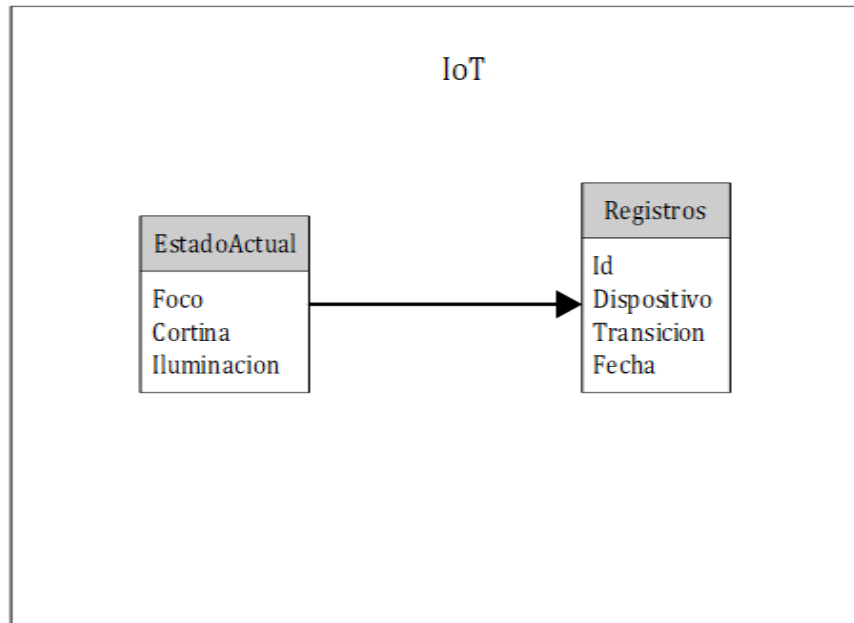 IoT
EstadoActual
Foco
Cortina
Iluminacion
Registros
Id
Dispositivo
Transicion
Fecha